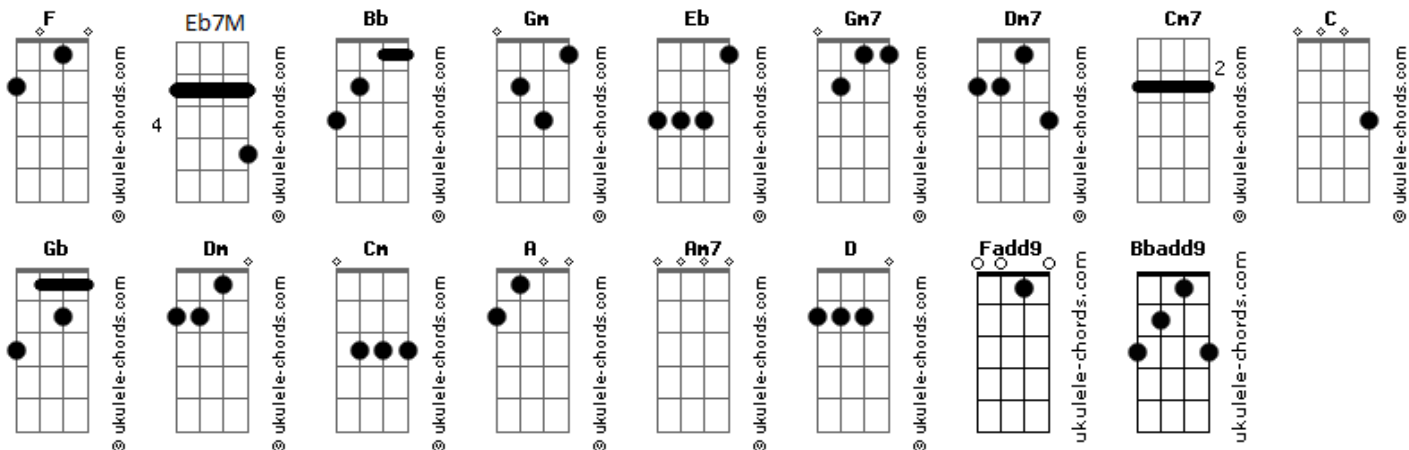 F Eb7M Bb Gm Eb Gm7 Dm7 Cm7 C
4 2
© ukulele-chords.com © ukulele-chords.com © ukulele-chords.com © ukulele-chords.com © ukulele-chords.com © ukulele-chords.com © ukulele-chords.com © ukulele-chords.com © ukulele-chords.com
Gb Dm Cm A Am7 D Fadd9 Bbadd9
© ukulele-chords.com © ukulele-chords.com © ukulele-chords.com © ukulele-chords.com © ukulele-chords.com © ukulele-chords.com ukulele-chords.com ukulele-chords.com